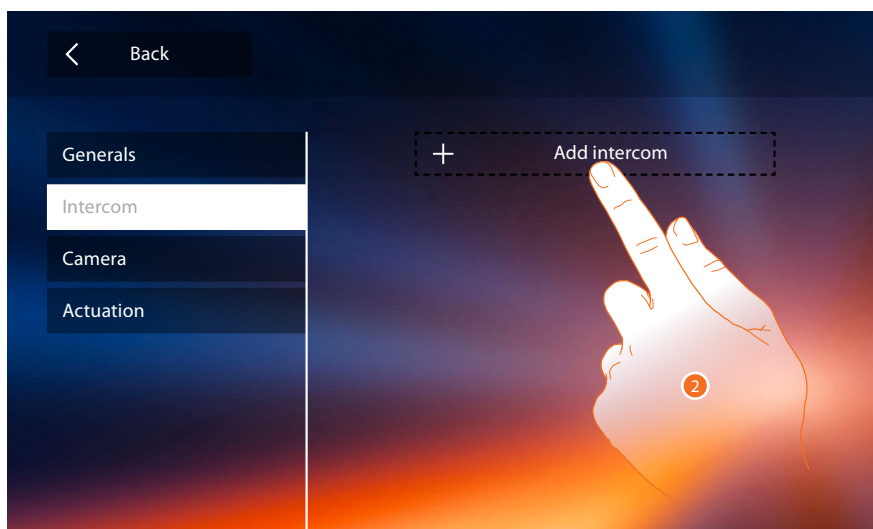 Back
Generals
+ Add intercom
Intercom
Camera
Actuation
2